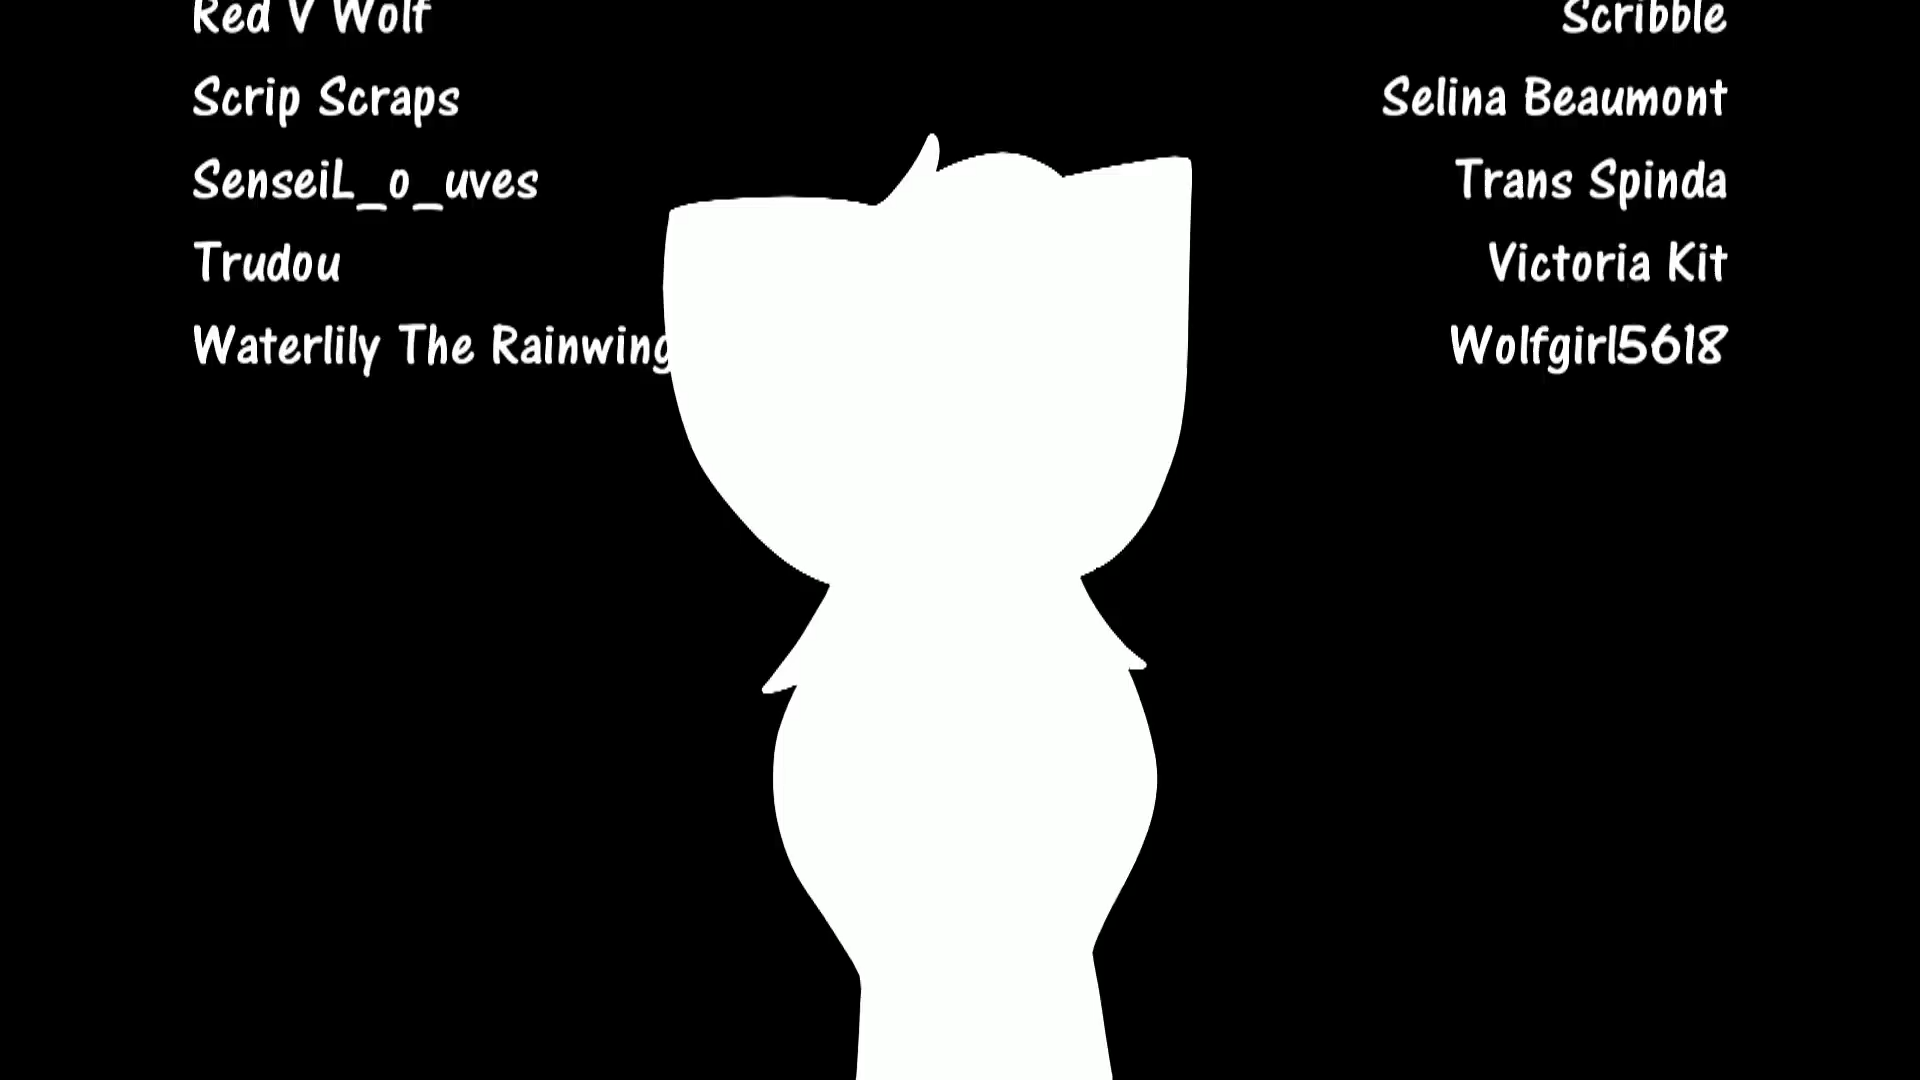 Red V Wolf Scribble
Scrip Scraps Selina Beaumont
SenseiL_o_uves Trans Spinda
Trudou Victoria Kit
Waterlily The Rainwing Wolfgirl5618